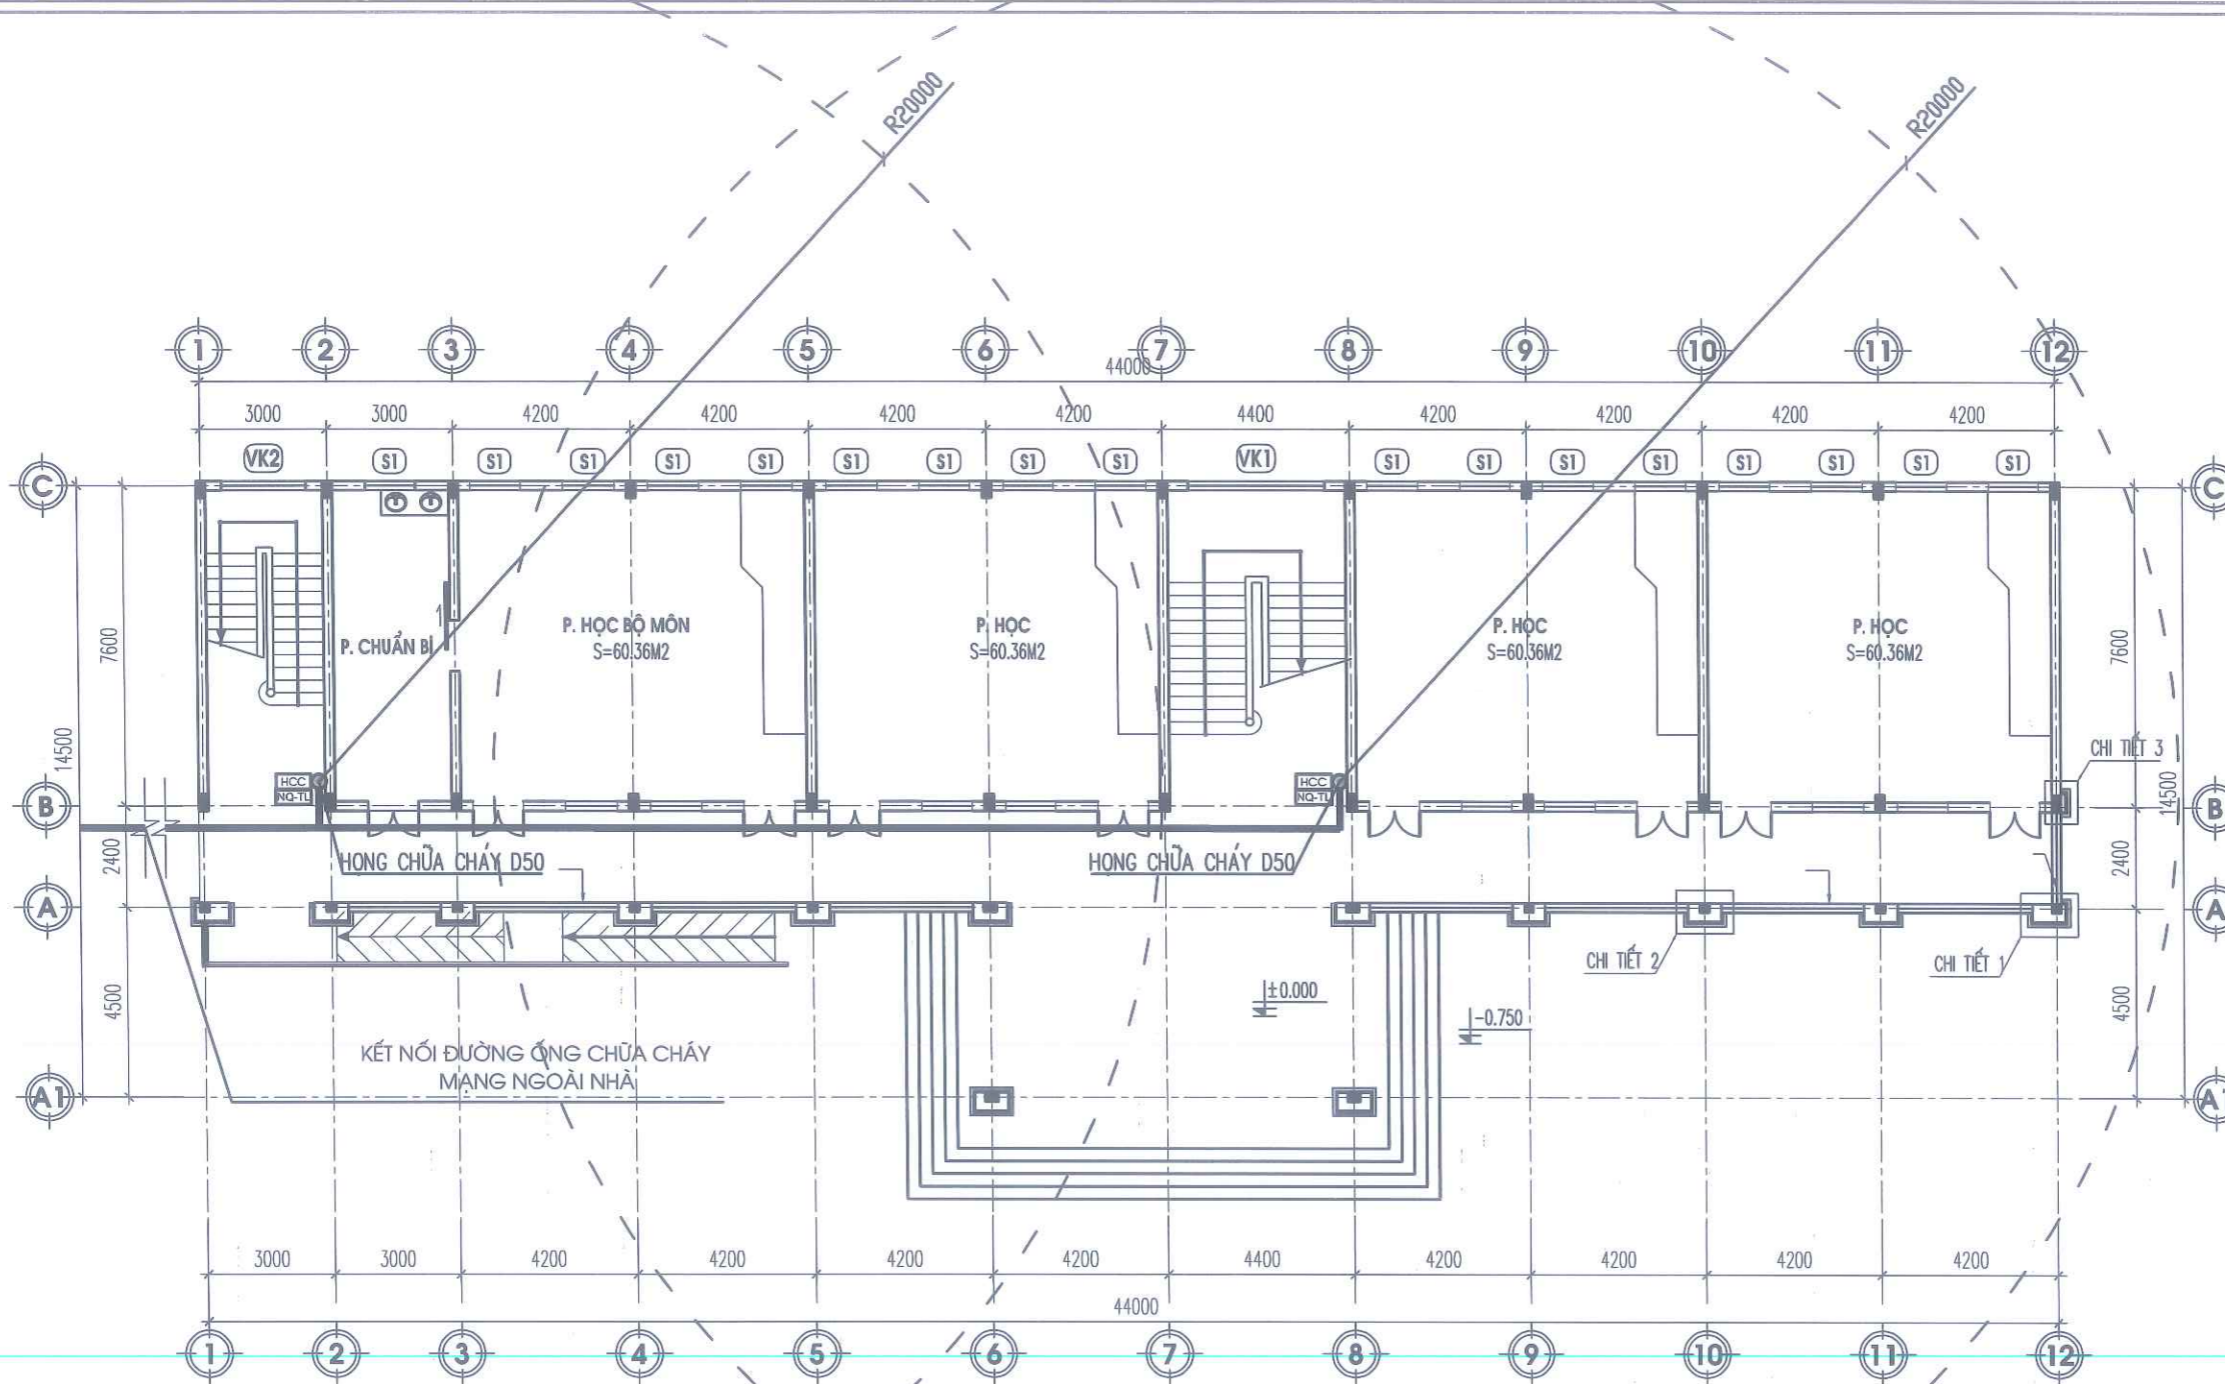 R20000
R20000
1 2 3 4 5 6 7 8 9 10 11 12
44000
3000 3000 4200 4200 4200 4200 4400 4200 4200 4200 4200
VK2 S1 S1 S1 S1 S1 S1 S1 S1 S1 VK1 S1 S1 S1 S1 S1 S1 S1 S1
C C
7600
14500
P. CHUẨN BỊ
P. HỌC BỘ MÔN
S=60.36M2
P. HỌC
S=60.36M2
P. HỌC
S=60.36M2
P. HỌC
S=60.36M2
7600
14500
CHI TIẾT 3
HCC
NQ-TL
HCC
NQ-TL
B B
2400
HỌNG CHỮA CHÁY D50
HỌNG CHỮA CHÁY D50
2400
A A
CHI TIẾT 2
CHI TIẾT 1
4500
±0.000
-0.750
4500
KẾT NỐI ĐƯỜNG ỐNG CHỮA CHÁY
MẠNG NGOÀI NHÀ
A1
3000 3000 4200 4200 4200 4200 4400 4200 4200 4200 4200
44000
1 2 3 4 5 6 7 8 9 10 11 12